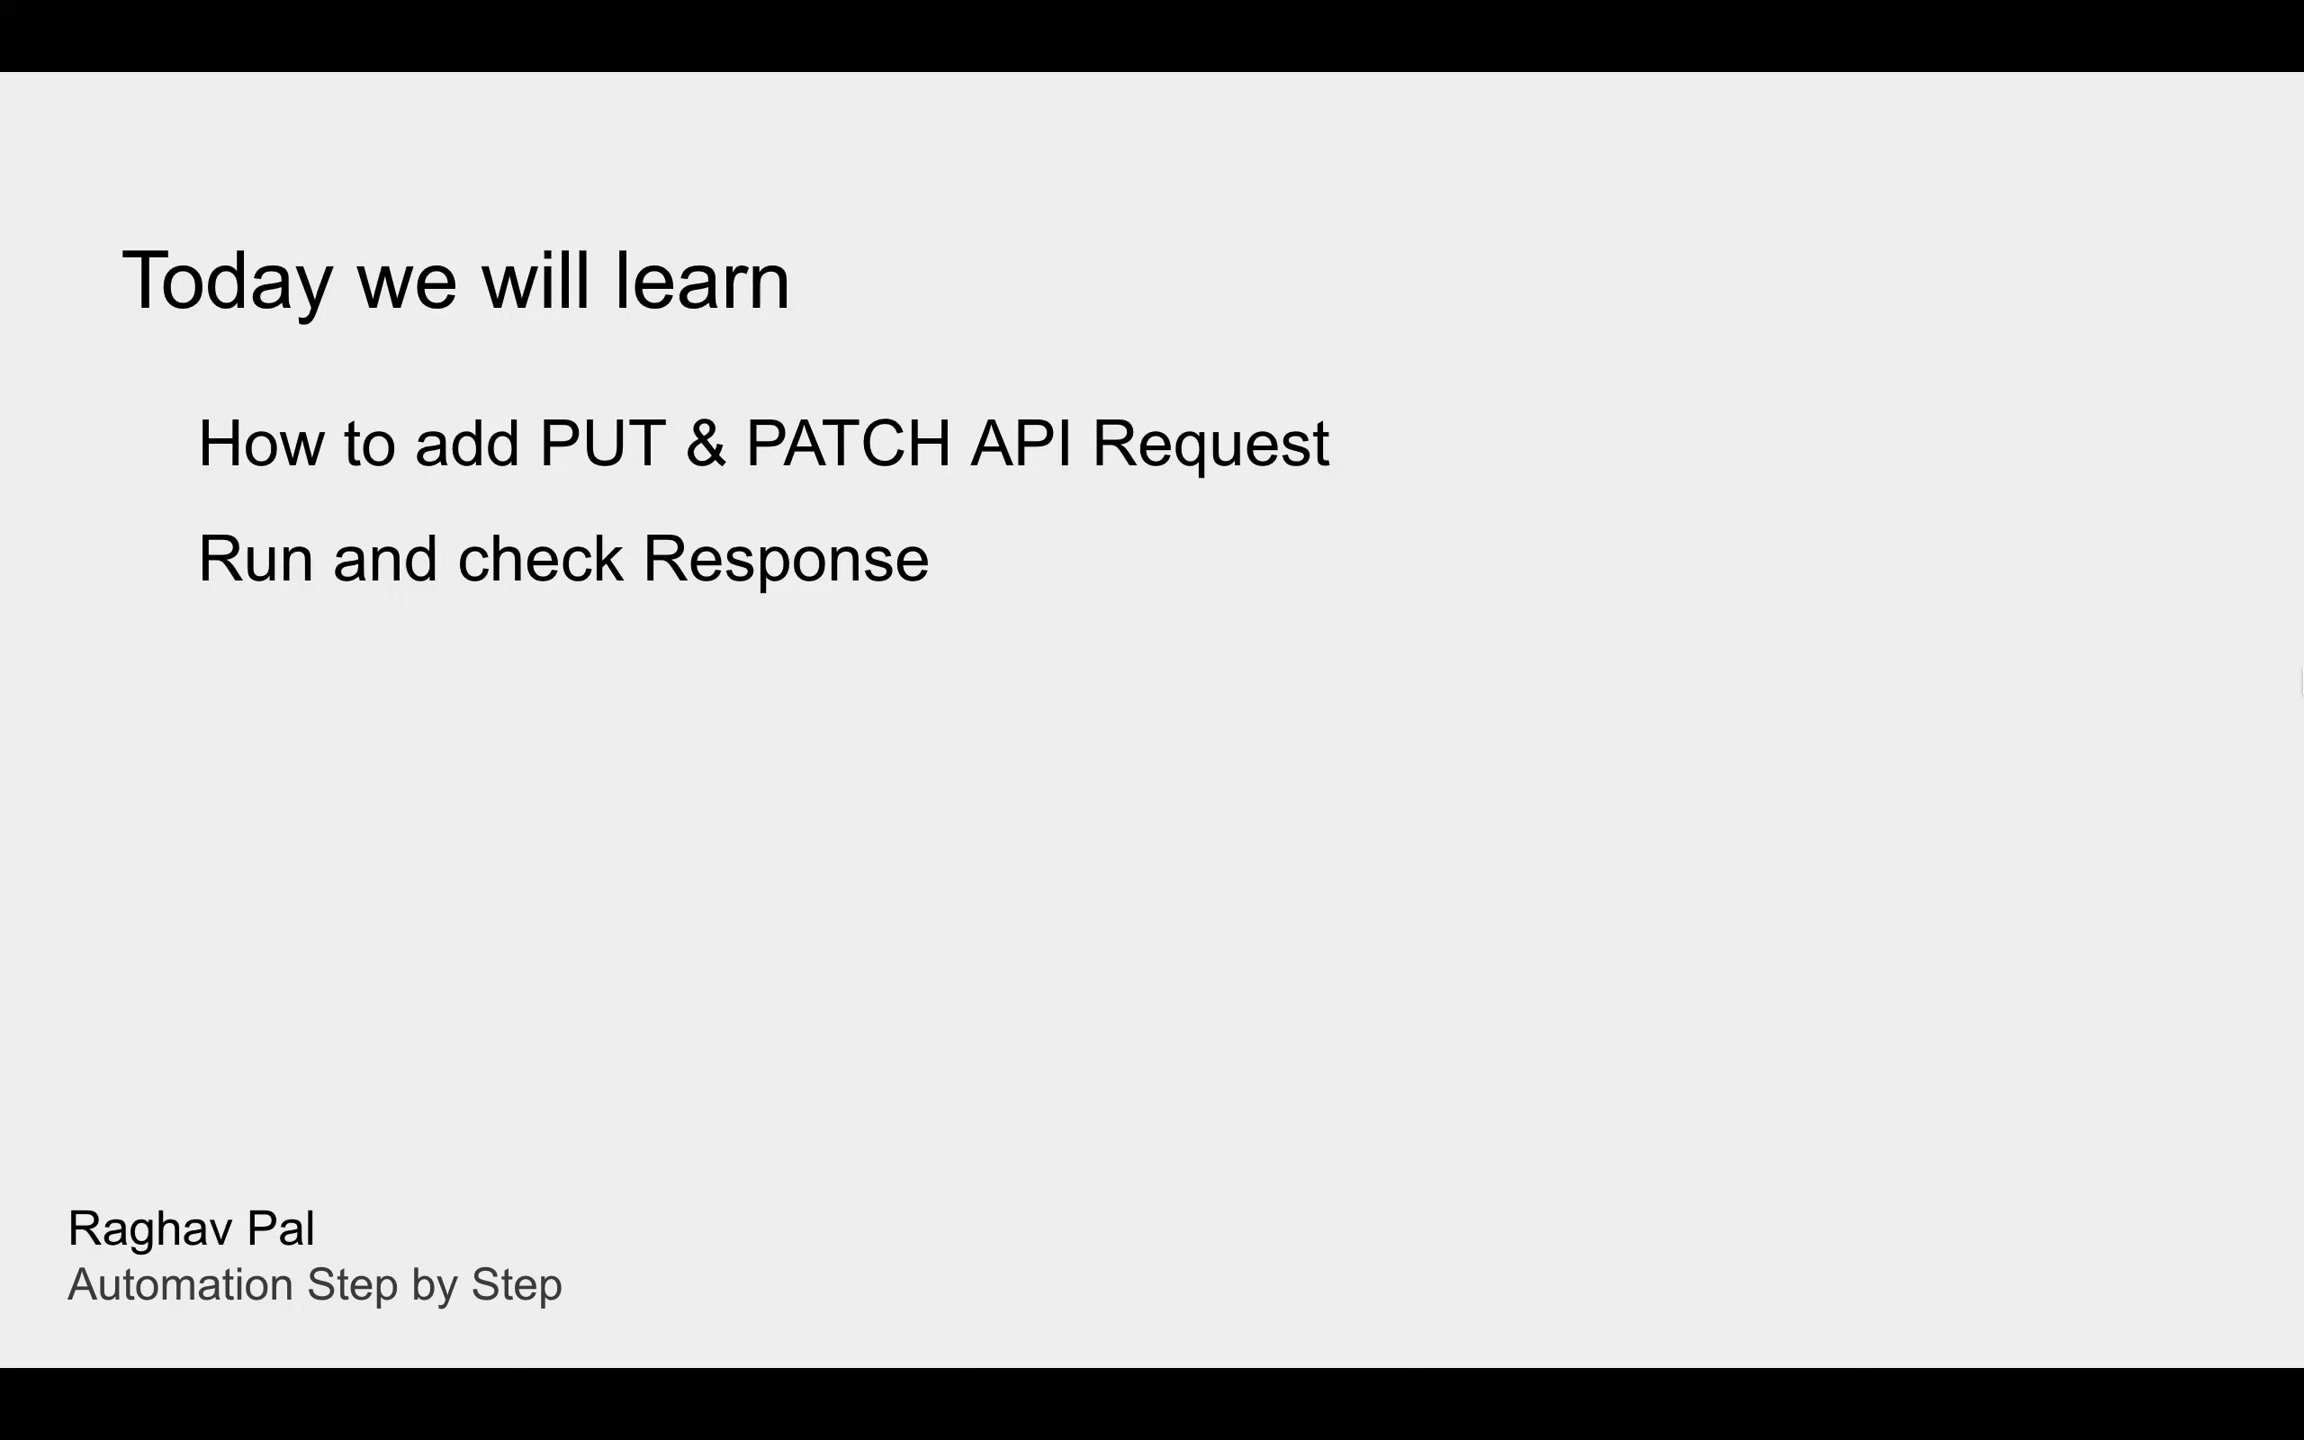 Today we will learn
How to add PUT & PATCH API Request
Run and check Response
Raghav Pal
Automation Step by Step